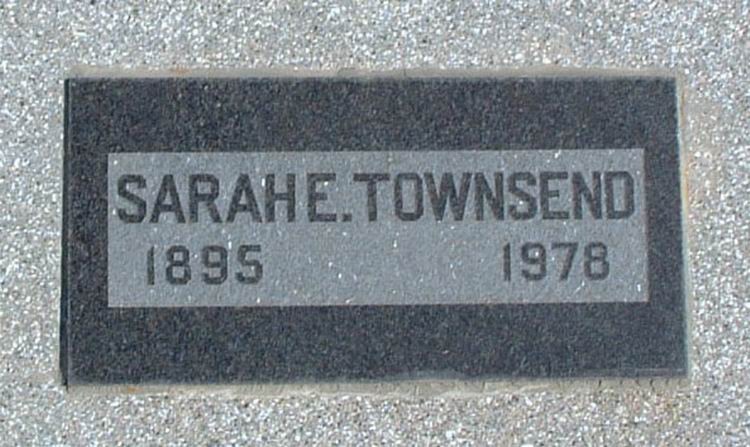 SARAH E. TOWNSEND
1895 1978